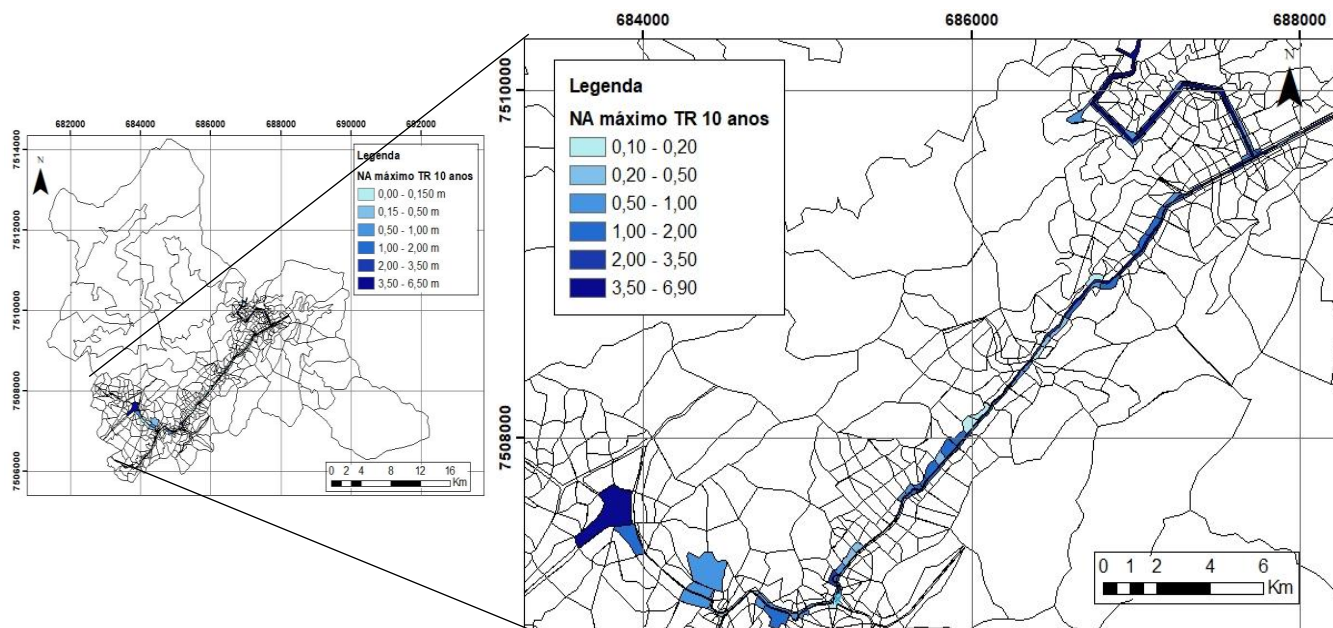 682000 684000 686000 688000 690000 692000
7514000
7512000
7510000
7508000
7506000
N
Legenda
NA máximo TR 10 anos
0,00 - 0,150 m
0,15 - 0,50 m
0,50 - 1,00 m
1,00 - 2,00 m
2,00 - 3,50 m
3,50 - 6,50 m
0 2 4 8 12 16
Km
684000 686000 688000
7510000
7508000
N
Legenda
NA máximo TR 10 anos
0,10 - 0,20
0,20 - 0,50
0,50 - 1,00
1,00 - 2,00
2,00 - 3,50
3,50 - 6,90
0 1 2 4 6
Km